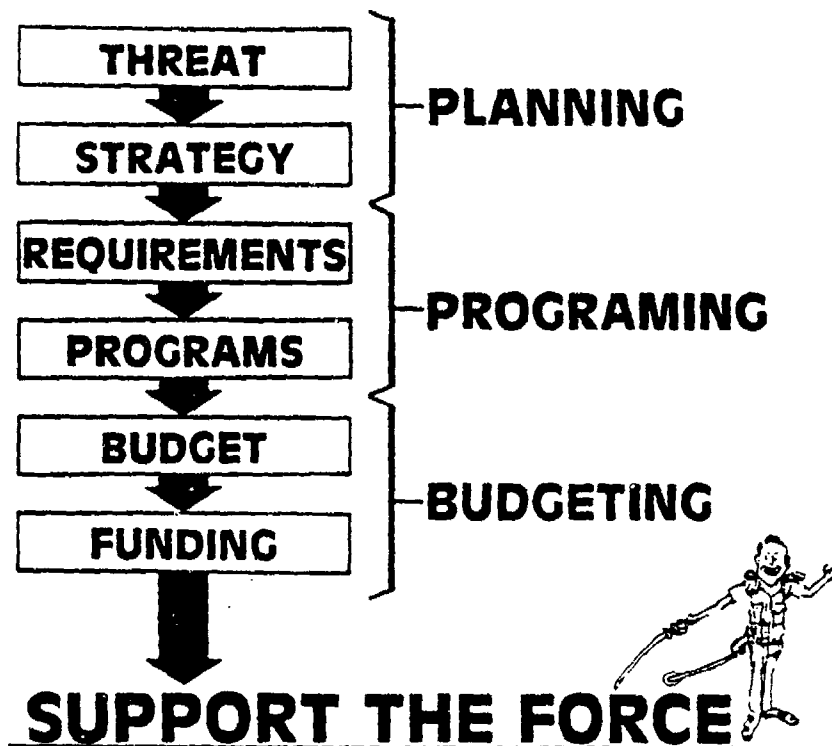 THREAT
STRATEGY
PLANNING
REQUIREMENTS
PROGRAMS
PROGRAMING
BUDGET
FUNDING
BUDGETING
SUPPORT THE FORCE